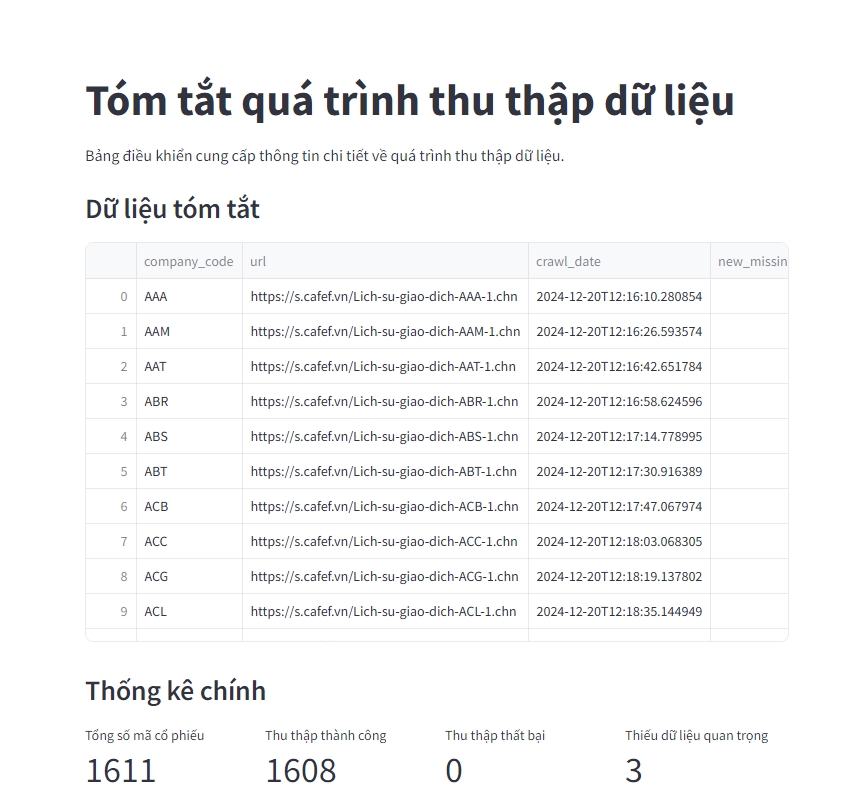 Tóm tắt quá trình thu thập dữ liệu
Bảng điều khiển cung cấp thông tin chi tiết về quá trình thu thập dữ liệu.
Dữ liệu tóm tắt
company_code url crawl_date new_missin
0 AAA https://s.cafef.vn/Lich-su-giao-dich-AAA-1.chn 2024-12-20T12:16:10.280854
1 AAM https://s.cafef.vn/Lich-su-giao-dich-AAM-1.chn 2024-12-20T12:16:26.593574
2 AAT https://s.cafef.vn/Lich-su-giao-dich-AAT-1.chn 2024-12-20T12:16:42.651784
3 ABR https://s.cafef.vn/Lich-su-giao-dich-ABR-1.chn 2024-12-20T12:16:58.624596
4 ABS https://s.cafef.vn/Lich-su-giao-dich-ABS-1.chn 2024-12-20T12:17:14.778995
5 ABT https://s.cafef.vn/Lich-su-giao-dich-ABT-1.chn 2024-12-20T12:17:30.916389
6 ACB https://s.cafef.vn/Lich-su-giao-dich-ACB-1.chn 2024-12-20T12:17:47.067974
7 ACC https://s.cafef.vn/Lich-su-giao-dich-ACC-1.chn 2024-12-20T12:18:03.068305
8 ACG https://s.cafef.vn/Lich-su-giao-dich-ACG-1.chn 2024-12-20T12:18:19.137802
9 ACL https://s.cafef.vn/Lich-su-giao-dich-ACL-1.chn 2024-12-20T12:18:35.144949
Thống kê chính
Tổng số mã cổ phiếu Thu thập thành công Thu thập thất bại Thiếu dữ liệu quan trọng
1611 1608 0 3